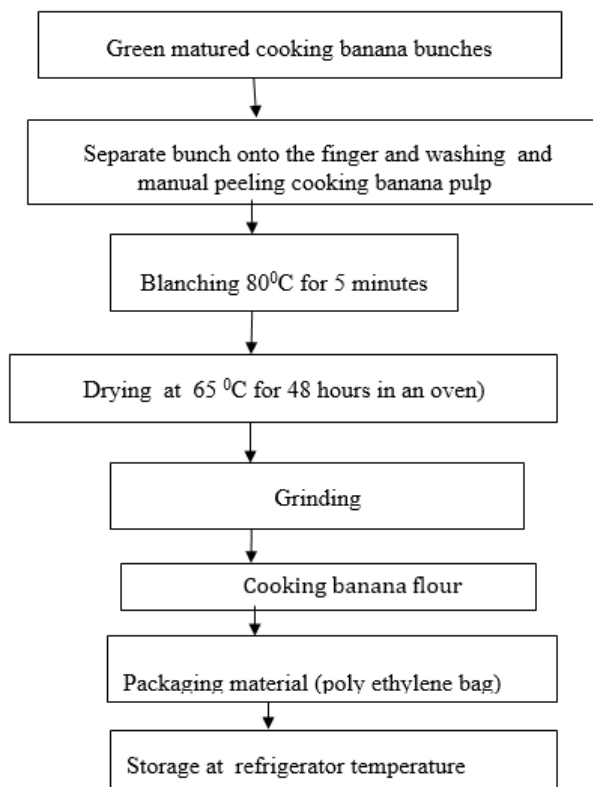 Green matured cooking banana bunches
Separate bunch onto the finger and washing and
manual peeling cooking banana pulp
Blanching 80⁰C for 5 minutes
Drying at 65 ⁰C for 48 hours in an oven)
Grinding
Cooking banana flour
Packaging material (poly ethylene bag)
Storage at refrigerator temperature